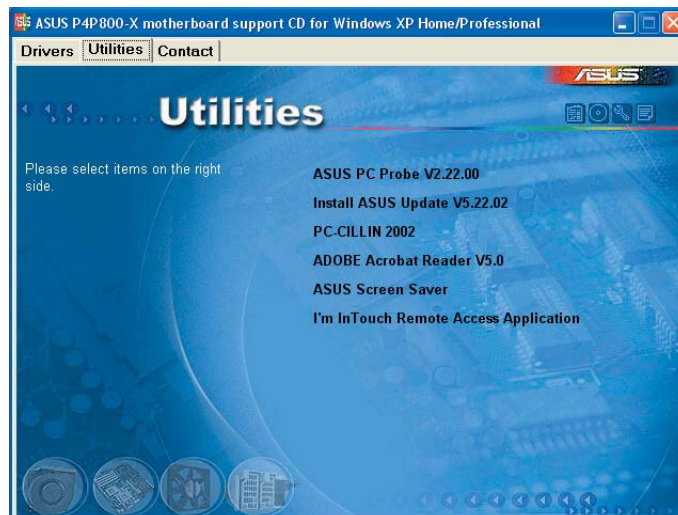 ASUS P4P800-X motherboard support CD for Windows XP Home/Professional
Drivers Utilities Contact
ASUS
Utilities
Please select items on the right
side.
ASUS PC Probe V2.22.00
Install ASUS Update V5.22.02
PC-CILLIN 2002
ADOBE Acrobat Reader V5.0
ASUS Screen Saver
I'm InTouch Remote Access Application